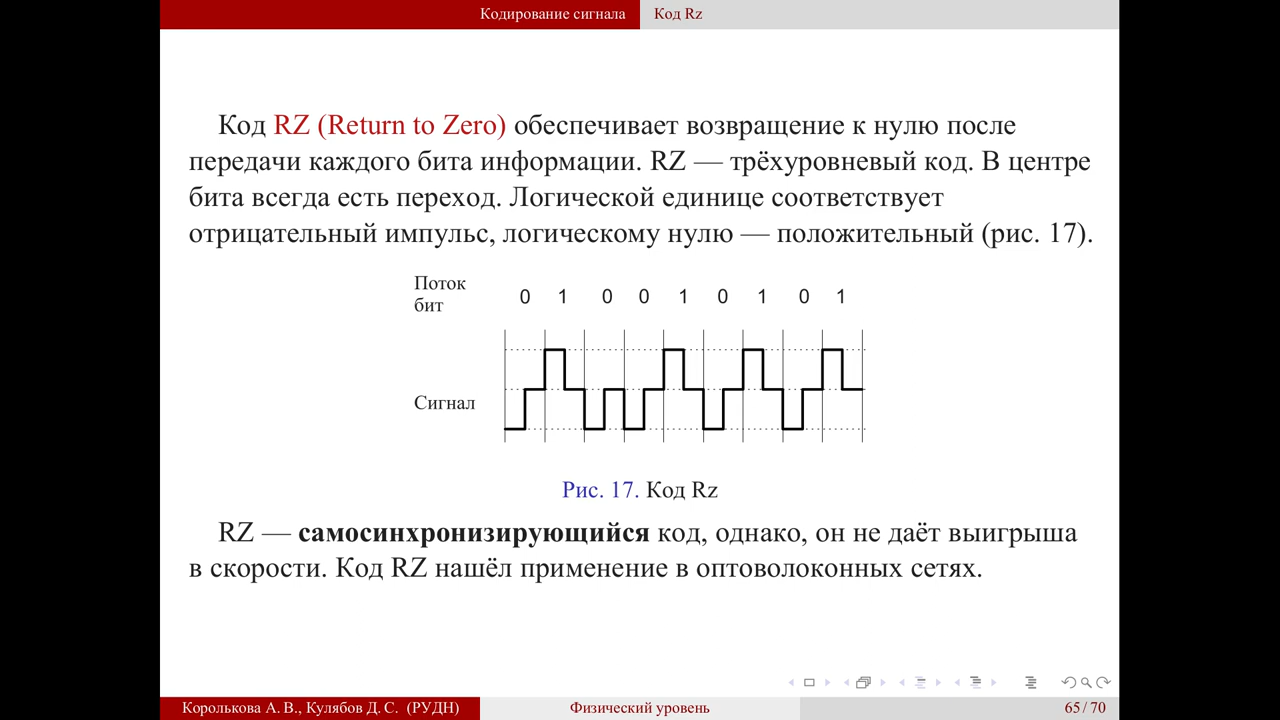 Кодирование сигнала Код Rz
Код RZ (Return to Zero) обеспечивает возвращение к нулю после
передачи каждого бита информации. RZ — трёхуровневый код. В центре
бита всегда есть переход. Логической единице соответствует
отрицательный импульс, логическому нулю — положительный (рис. 17).
Поток
бит
0 1 0 0 1 0 1 0 1
Сигнал
Рис. 17. Код Rz
RZ — самосинхронизирующийся код, однако, он не даёт выигрыша
в скорости. Код RZ нашёл применение в оптоволоконных сетях.
Королькова А. В., Кулябов Д. С. (РУДН) Физический уровень 65 / 70